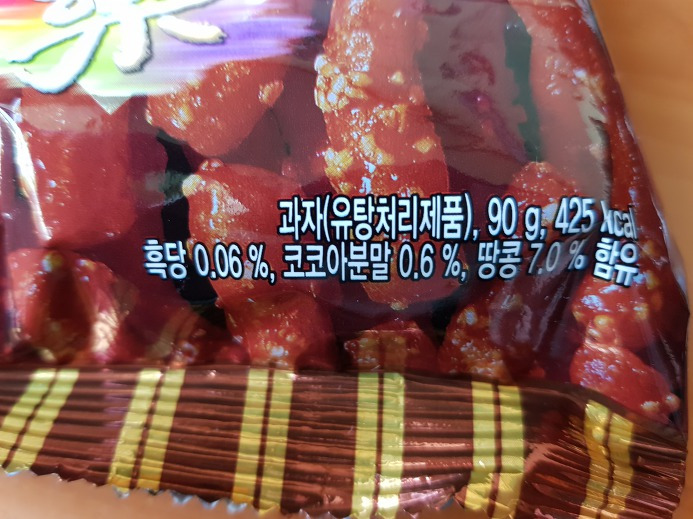 과자(유탕처리제품), 90 g, 425 kcal
흑당 0.06 %, 코코아분말 0.6 %, 땅콩 7.0 % 함유